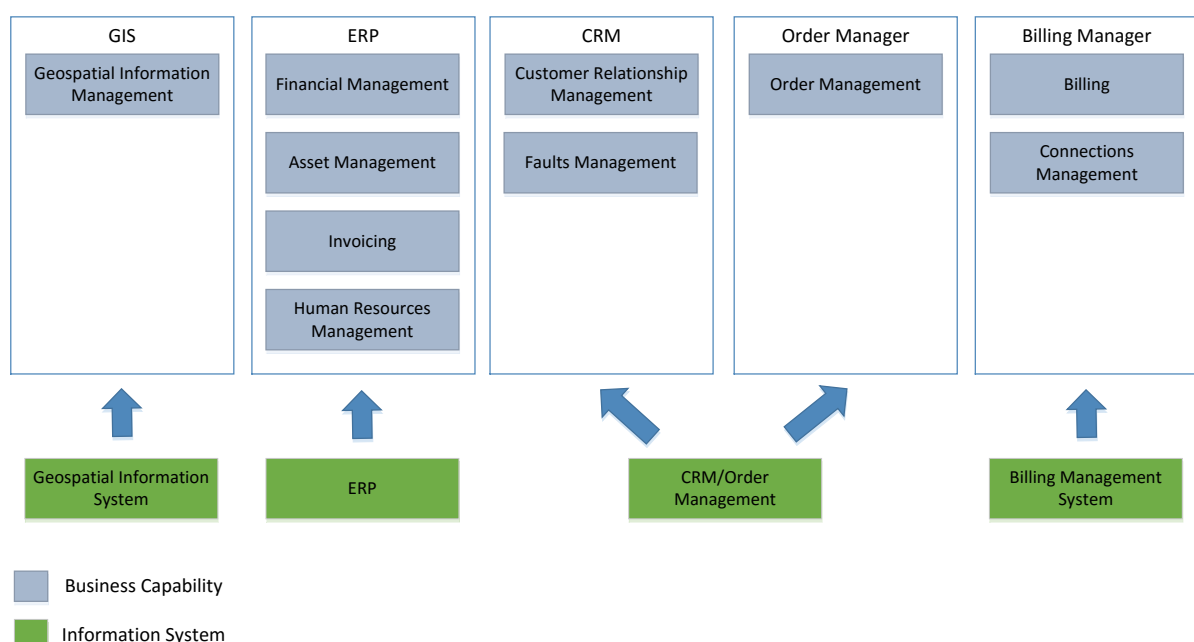 GIS
Geospatial Information
Management
ERP
Financial Management
Asset Management
Invoicing
Human Resources
Management
CRM
Customer Relationship
Management
Faults Management
Order Manager
Order Management
Billing Manager
Billing
Connections
Management
Geospatial Information
System
ERP
CRM/Order
Management
Billing Management
System
Business Capability
Information System